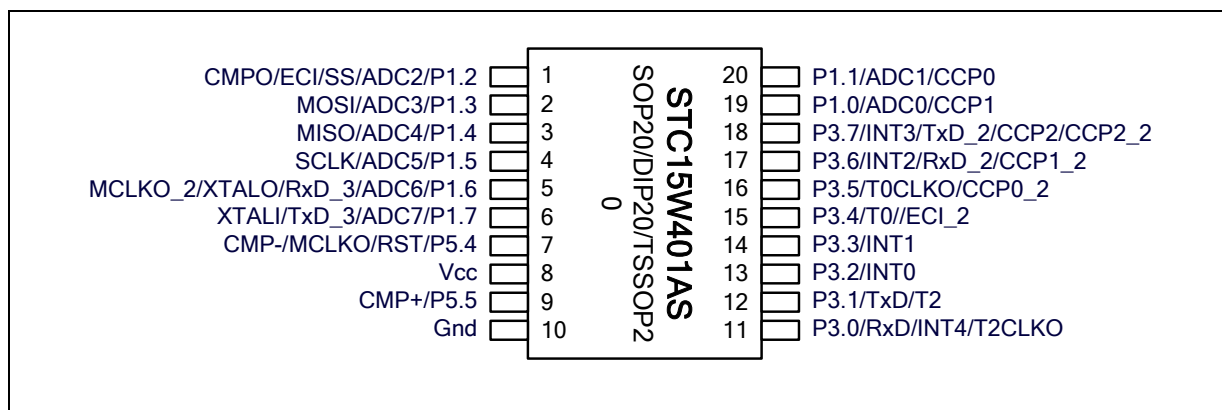 CMPO/ECI/SS/ADC2/P1.2 1
MOSI/ADC3/P1.3 2
MISO/ADC4/P1.4 3
SCLK/ADC5/P1.5 4
MCLKO_2/XTALO/RxD_3/ADC6/P1.6 5
XTALI/TxD_3/ADC7/P1.7 6
CMP-/MCLKO/RST/P5.4 7
Vcc 8
CMP+/P5.5 9
Gnd 10
STC15W401AS
SOP20/DIP20/TSSOP2
0
20 P1.1/ADC1/CCP0
19 P1.0/ADC0/CCP1
18 P3.7/INT3/TxD_2/CCP2/CCP2_2
17 P3.6/INT2/RxD_2/CCP1_2
16 P3.5/T0CLKO/CCP0_2
15 P3.4/T0//ECI_2
14 P3.3/INT1
13 P3.2/INT0
12 P3.1/TxD/T2
11 P3.0/RxD/INT4/T2CLKO